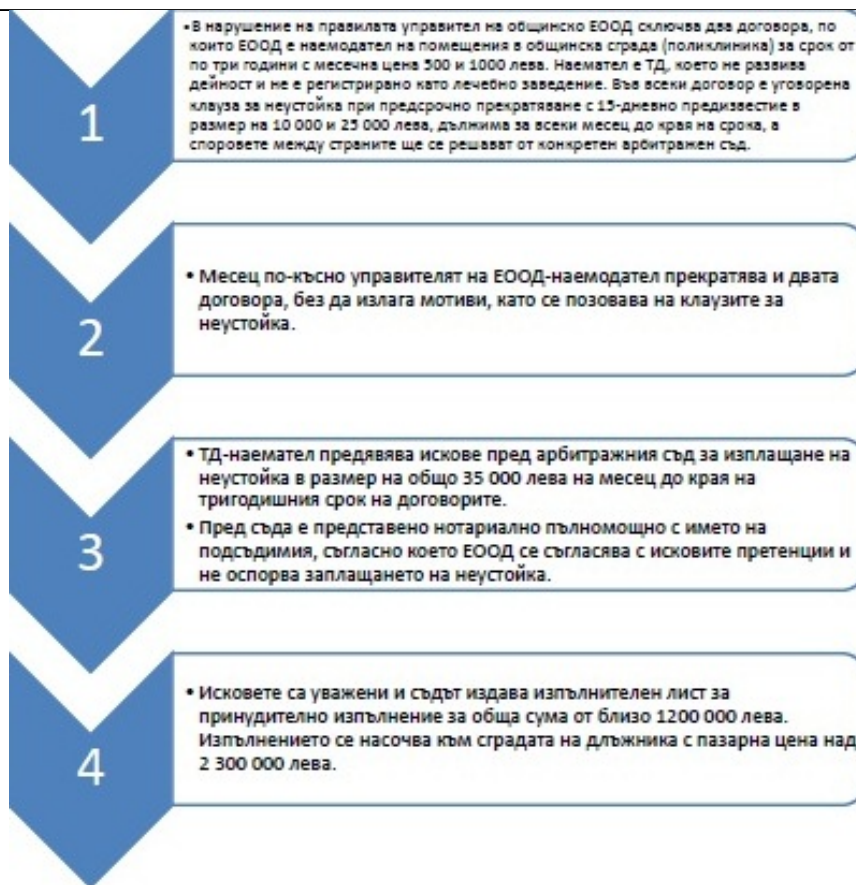 1
•В нарушение на правилата управител на общинско ЕООД сключва два договора, по
които ЕООД е наемодател на помещения в общинска сграда (поликлиника) за срок от
по три години с месечна цена 500 и 1000 лева. Наемател е ТД, което не развива
дейност и не е регистрирано като лечебно заведение. Във всеки договор е уговорена
клауза за неустойка при предсрочно прекратяване с 15-дневно предизвестие в
размер на 10 000 и 25 000 лева, дължима за всеки месец до края на срока, а
споровете между страните ще се решават от конкретен арбитражен съд.
2
• Месец по-късно управителят на ЕООД-наемодател прекратява и двата
договора, без да излага мотиви, като се позовава на клаузите за
неустойка.
3
• ТД-наемател предявява искове пред арбитражния съд за изплащане на
неустойка в размер на общо 35 000 лева на месец до края на
тригодишния срок на договорите.
• Пред съда е представено нотариално пълномощно с името на
подсъдимия, съгласно което ЕООД се съгласява с исковите претенции и
не оспорва заплащането на неустойка.
4
• Исковете са уважени и съдът издава изпълнителен лист за
принудително изпълнение за обща сума от близо 1200 000 лева.
Изпълнението се насочва към сградата на длъжника с пазарна цена над
2 300 000 лева.